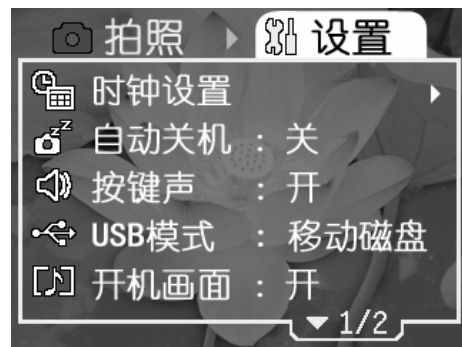 拍照 设置
时钟设置
自动关机 : 关
按键声 : 开
USB模式 : 移动磁盘
开机画面 : 开
1/2